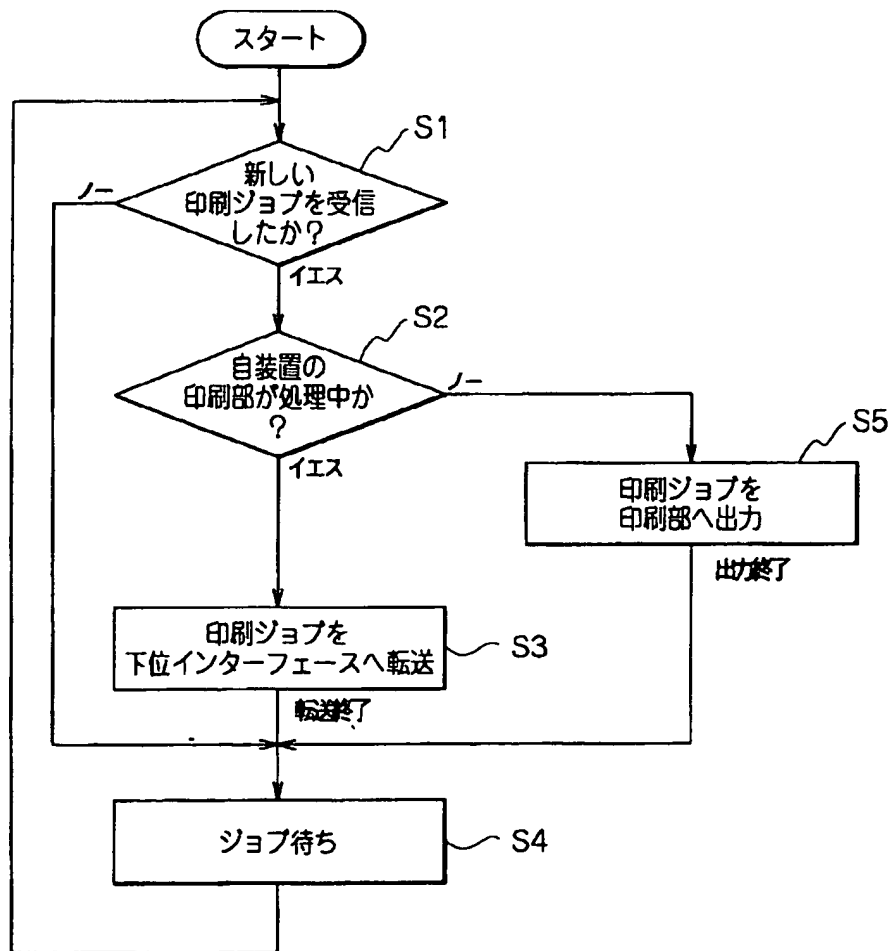 スタート
S1
新しい
印刷ジョブを受信
したか?
ノー
イエス
S2
自装置の
印刷部が処理中か
?
ノー
イエス
S5
印刷ジョブを
印刷部へ出力
出力終了
印刷ジョブを
下位インターフェースへ転送
S3
転送終了
ジョブ待ち
S4